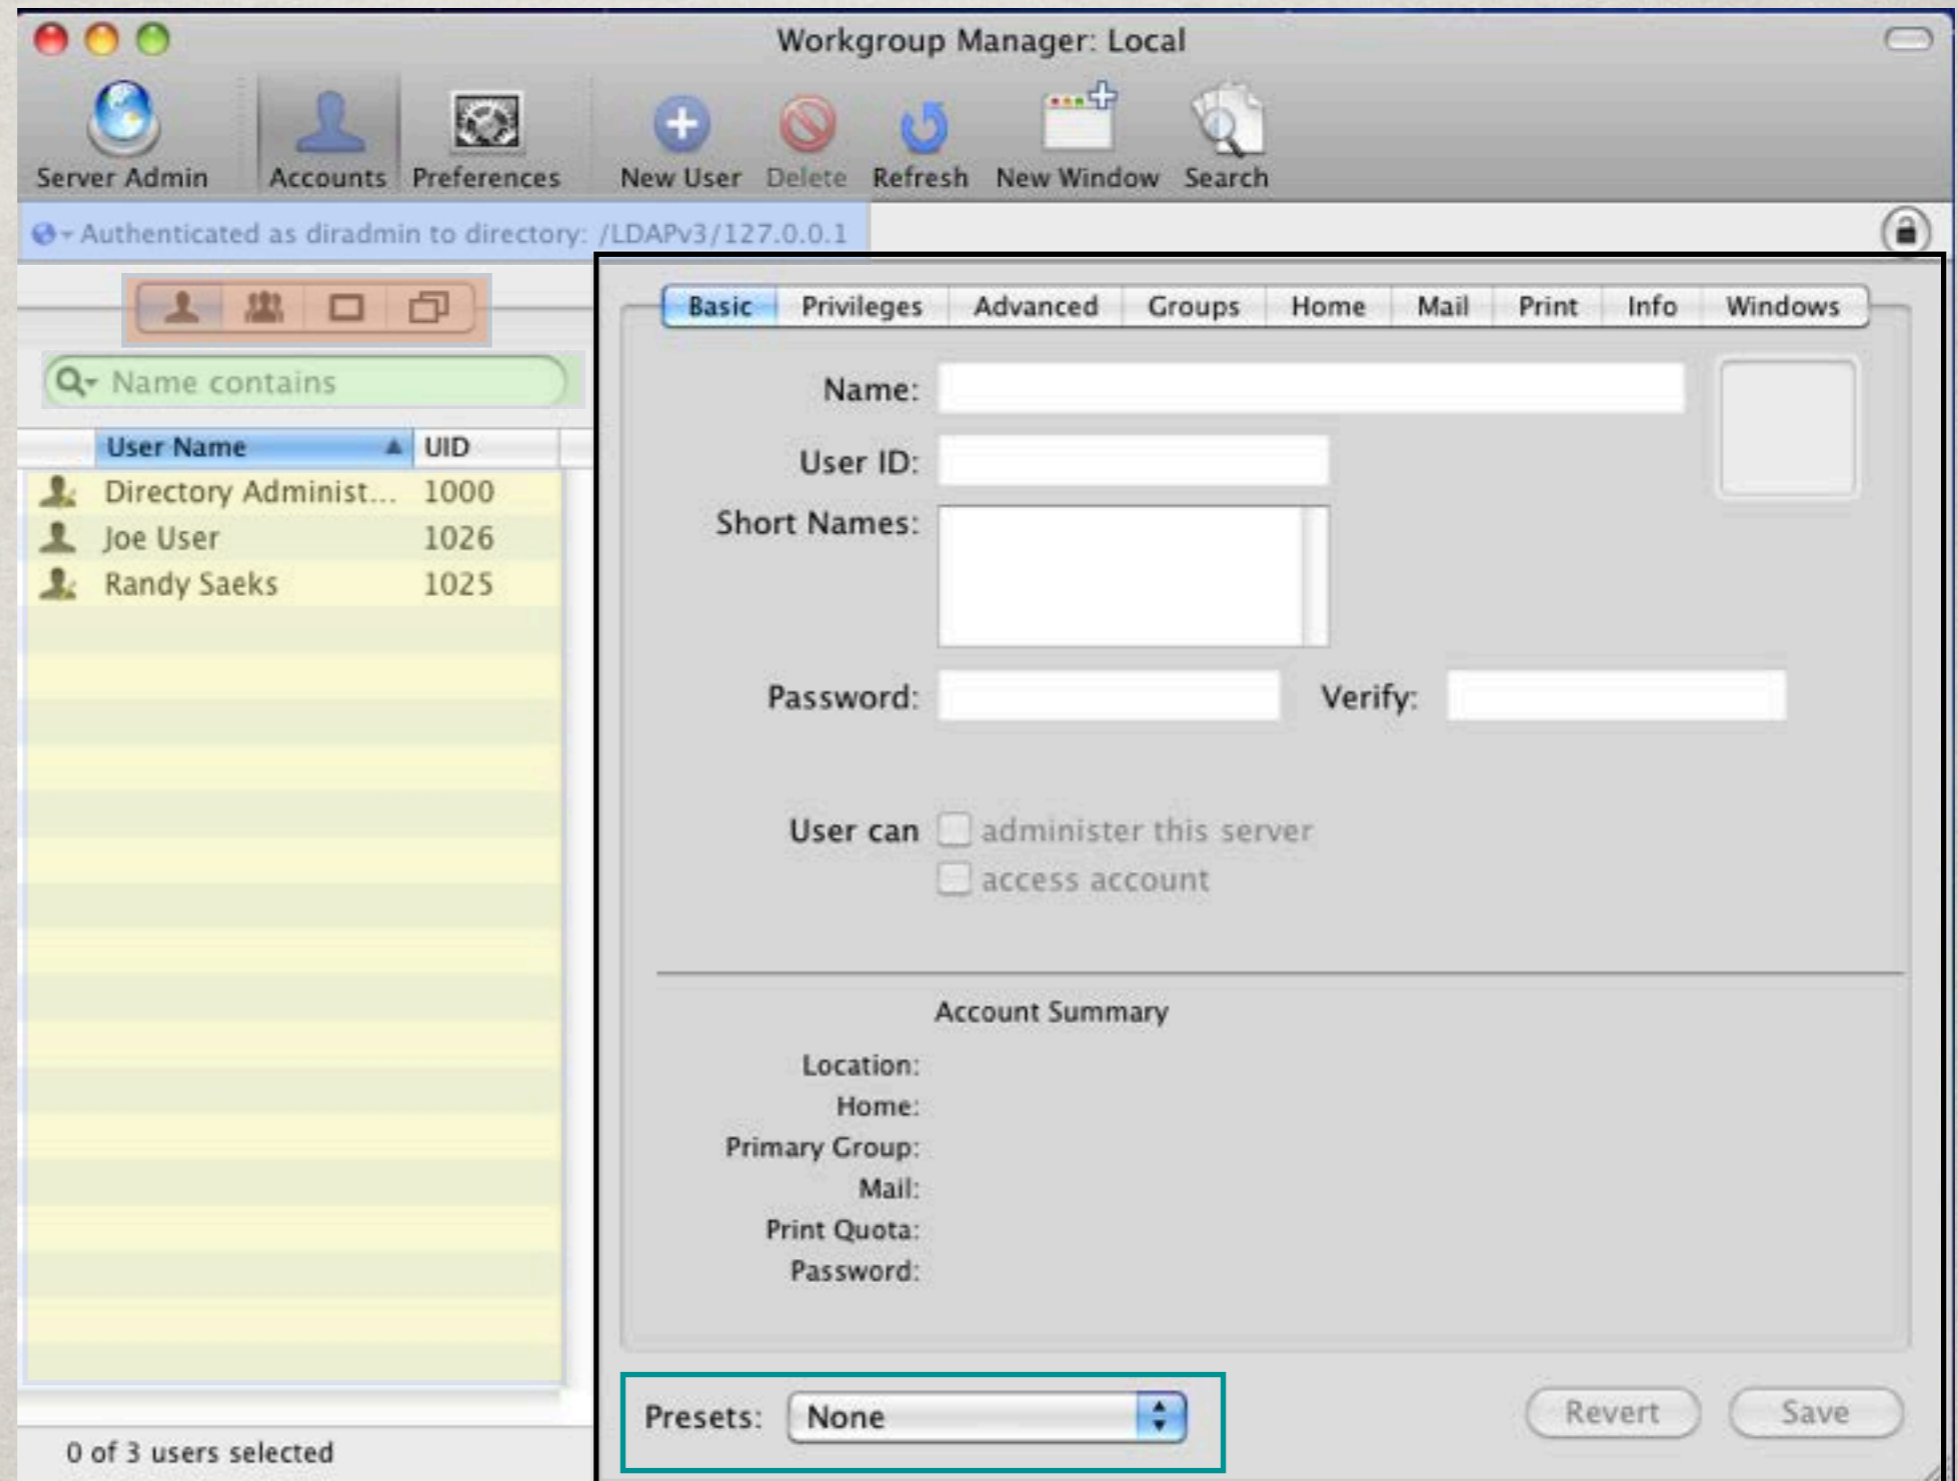 Workgroup Manager: Local
Server Admin Accounts Preferences New User Delete Refresh New Window Search
Authenticated as diradmin to directory: /LDAPv3/127.0.0.1
Basic Privileges Advanced Groups Home Mail Print Info Windows
Name contains
User Name UID
Directory Administ... 1000
Joe User 1026
Randy Saeks 1025
0 of 3 users selected
Name:
User ID:
Short Names:
Password: Verify:
User can administer this server
access account
Account Summary
Location:
Home:
Primary Group:
Mail:
Print Quota:
Password:
Presets: None Revert Save